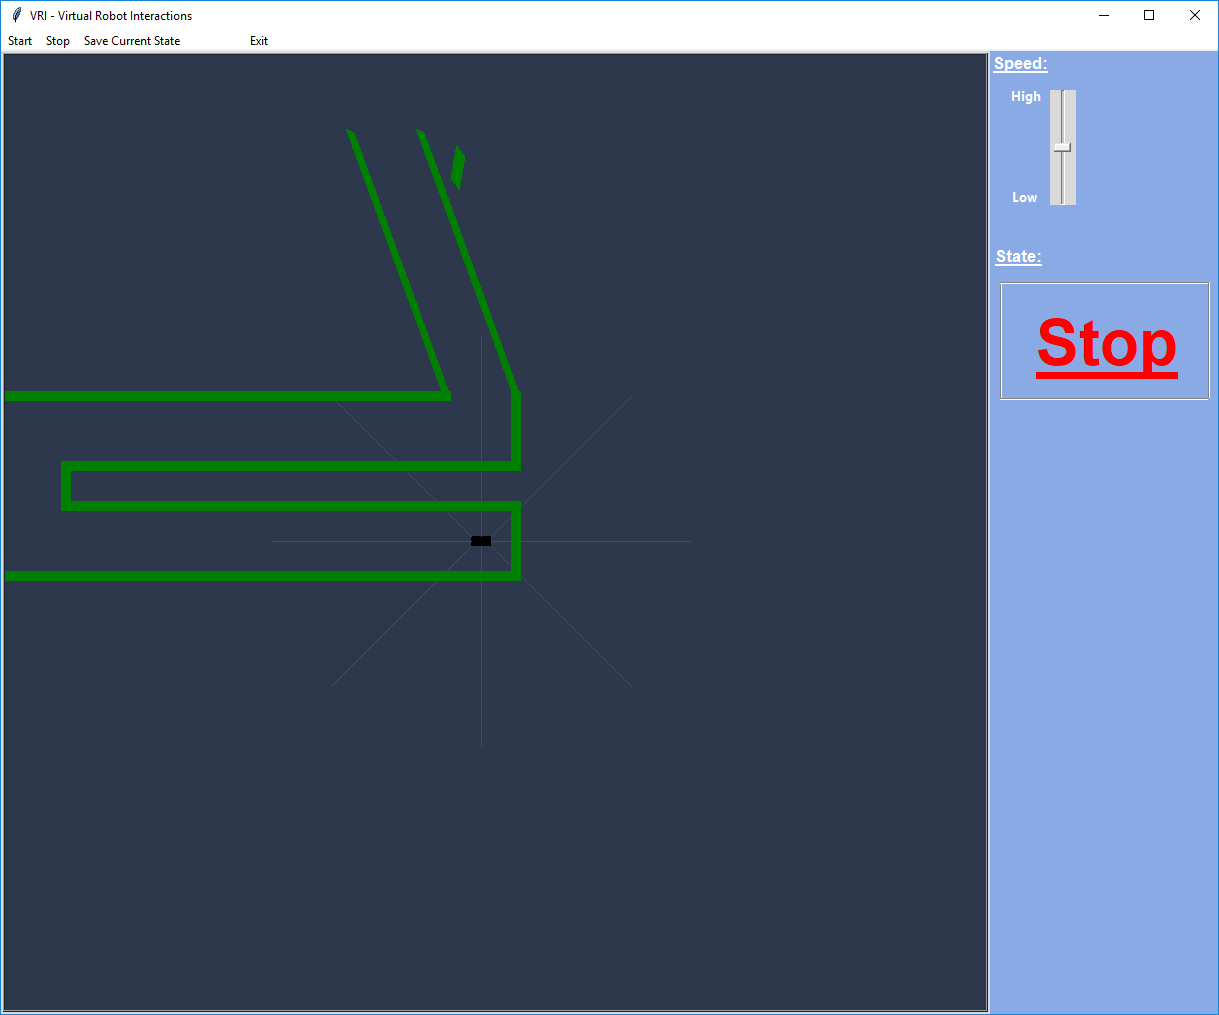 VRI - Virtual Robot Interactions
Start Stop Save Current State Exit
Speed:
High
Low
State:
Stop